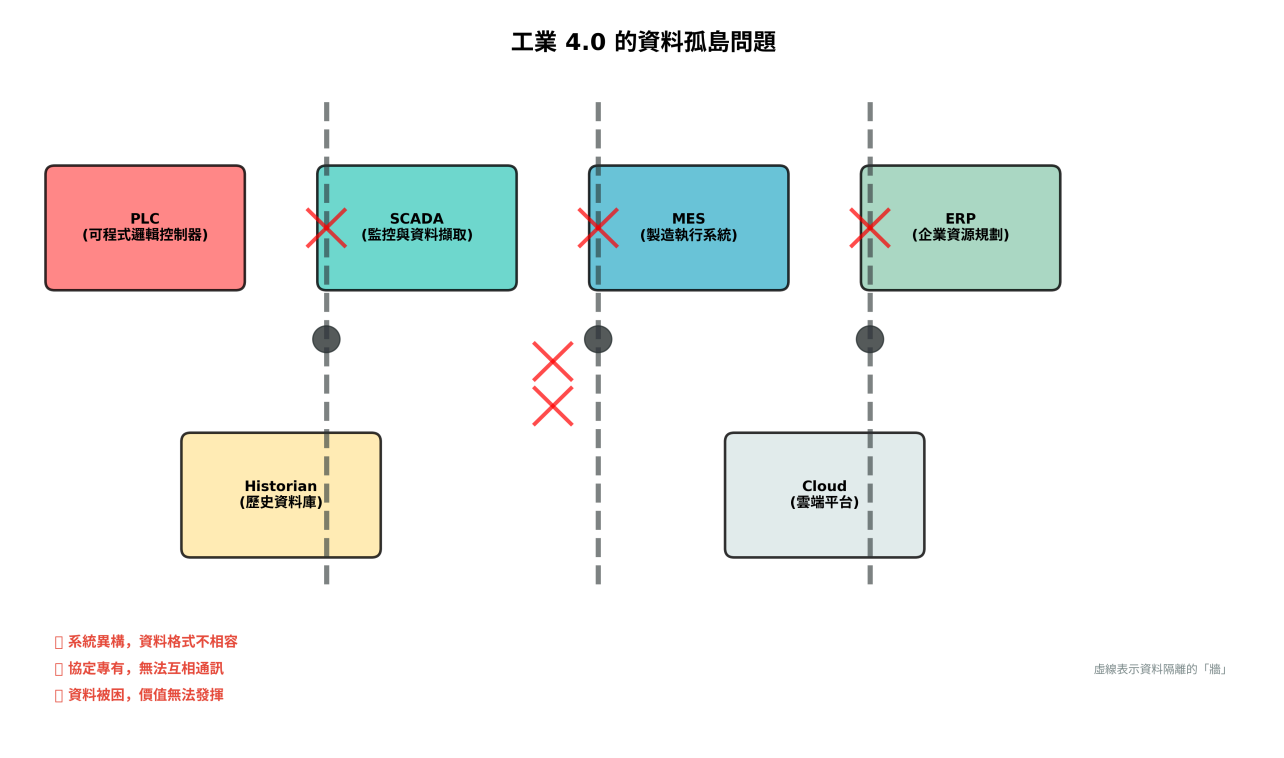 工業 4.0 的資料孤島問題
PLC
(可程式邏輯控制器)
SCADA
(監控與資料擷取)
MES
(製造執行系統)
ERP
(企業資源規劃)
Historian
(歷史資料庫)
Cloud
(雲端平台)
系統異構，資料格式不相容
協定專有，無法互相通訊
資料被困，價值無法發揮
虛線表示資料隔離的「牆」